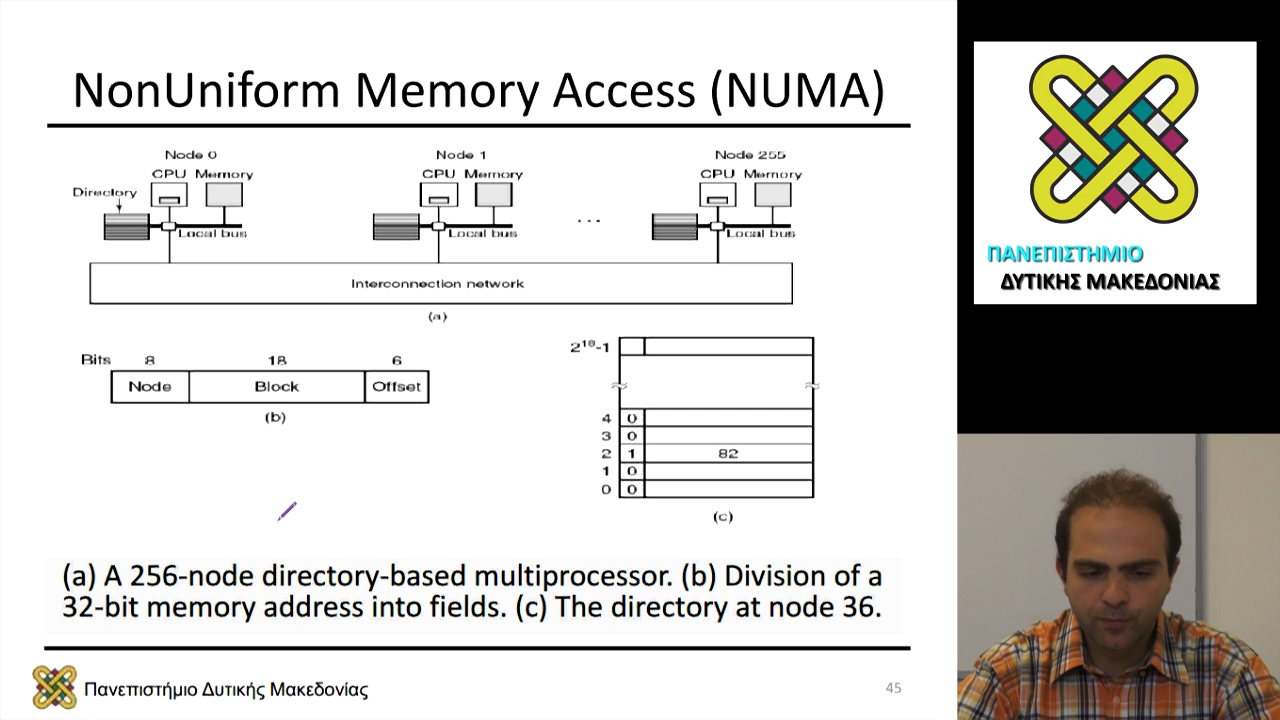 NonUniform Memory Access (NUMA)
Node 0 Node 1 Node 255
CPU Memory CPU Memory CPU Memory
Directory
...
Local bus Local bus Local bus
Interconnection network
(a)
Bits 8 18 6
Node Block Offset
(b)
2¹⁸-1
4 0
3 0
2 1 82
1 0
0 0
(c)
(a) A 256-node directory-based multiprocessor. (b) Division of a
32-bit memory address into fields. (c) The directory at node 36.
Πανεπιστήμιο Δυτικής Μακεδονίας
45
ΠΑΝΕΠΙΣΤΗΜΙΟ
ΔΥΤΙΚΗΣ ΜΑΚΕΔΟΝΙΑΣ